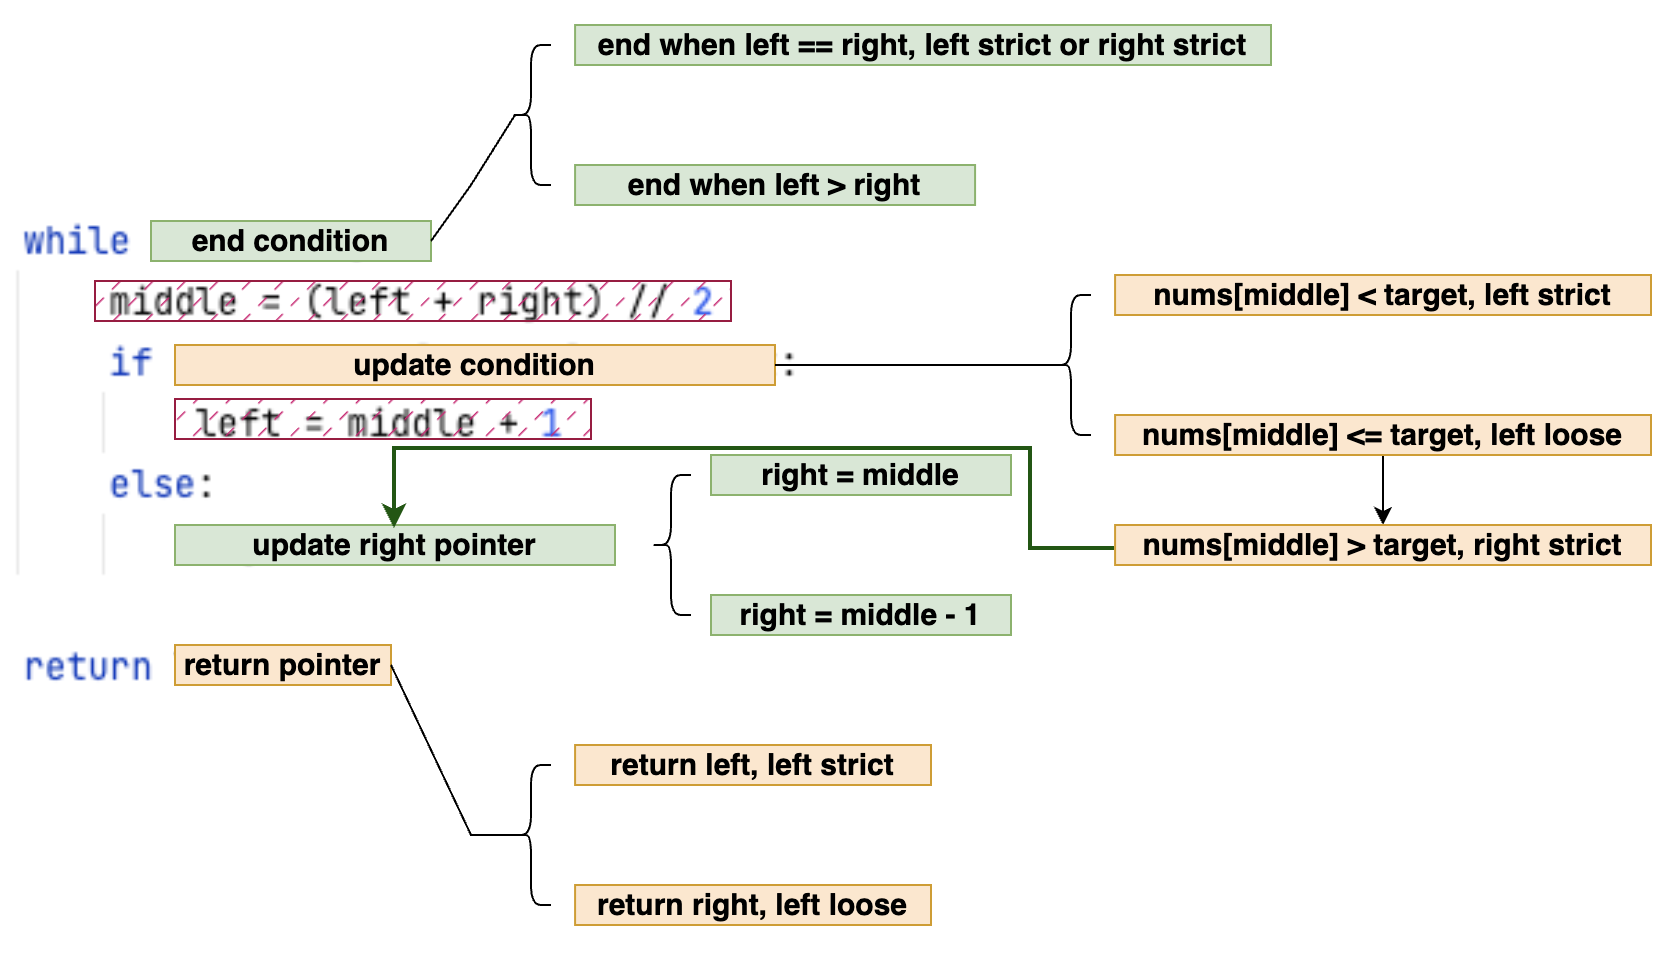 end when left == right, left strict or right strict
end when left > right
while end condition
middle = (left + right) // 2
nums[middle] < target, left strict
if update condition :
left = middle + 1
nums[middle] <= target, left loose
else:
right = middle
update right pointer
nums[middle] > target, right strict
right = middle - 1
return return pointer
return left, left strict
return right, left loose